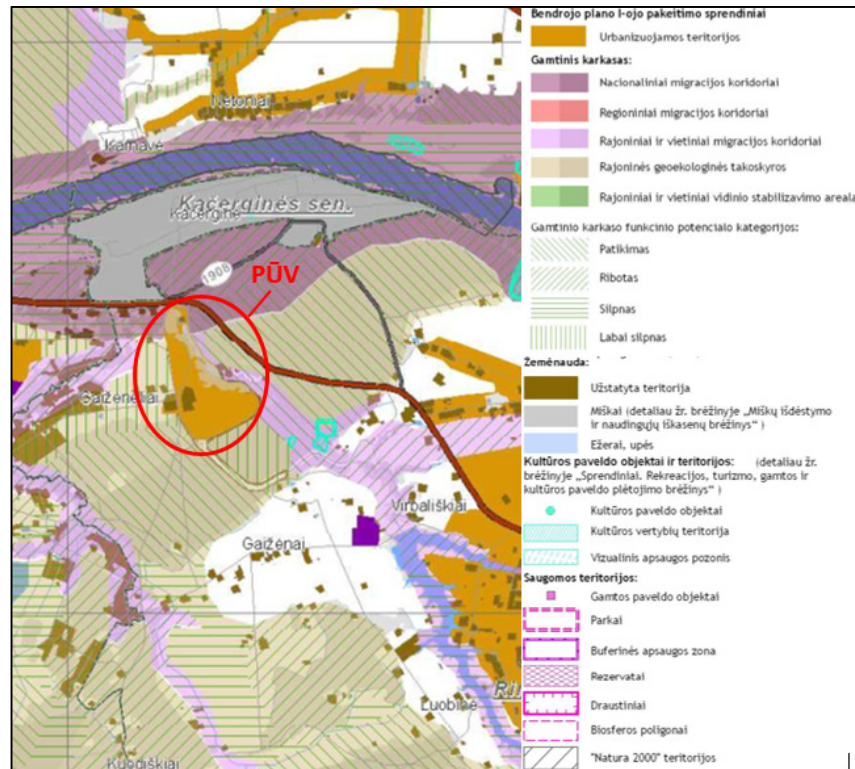 Netoniai
Kačerginės sen.
Kačerginė
1908
PŪV
Gaižėnėliai
Virbališkiai
Gaižėnai
Luobinė
Bendrojo plano I-ojo pakeitimo sprendiniai
Urbanizuojamos teritorijos
Gamtinis karkasas:
Nacionaliniai migracijos koridoriai
Regioniniai migracijos koridoriai
Rajoniniai ir vietiniai migracijos koridoriai
Rajoninės geoekologinės takoskyros
Rajoniniai ir vietiniai vidinio stabilizavimo areala
Gamtinio karkaso funkcinio potencialo kategorijos:
Patikimas
Ribotas
Silpnas
Labai silpnas
Žemėnauda:
Užstatyta teritorija
Miškai (detaliau žr. brėžinyje „Miškų išdėstymo
ir naudingųjų iškasenų brėžinys“ )
Ežerai, upės
Kultūros paveldo objektai ir teritorijos: (detaliau žr.
brėžinyje „Sprendiniai. Rekreacijos, turizmo, gamtos ir
kultūros paveldo plėtojimo brėžinys“ )
Kultūros paveldo objektai
Kultūros vertybių teritorija
Vizualinis apsaugos pozonis
Saugomos teritorijos:
Gamtos paveldo objektai
Parkai
Buferinės apsaugos zona
Rezervatai
Draustiniai
Biosferos poligonai
"Natura 2000" teritorijos